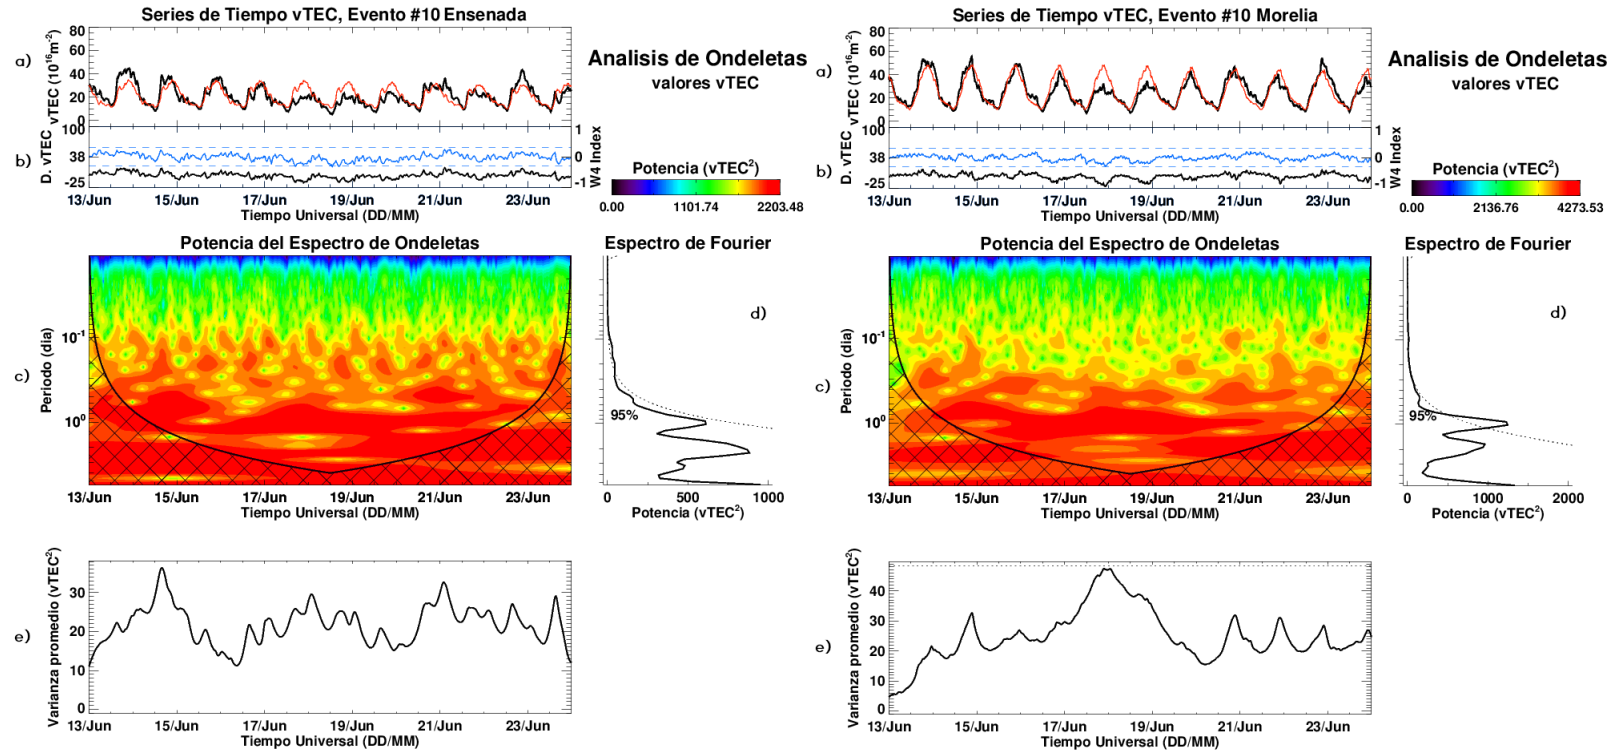 Series de Tiempo vTEC, Evento #10 Ensenada
a)
vTEC (10¹⁶m⁻²)
80
60
40
20
0
Analisis de Ondeletas
valores vTEC
b)
D. vTEC
100
38
-25
1
0
-1
W4 Index
13/Jun 15/Jun 17/Jun 19/Jun 21/Jun 23/Jun
Tiempo Universal (DD/MM)
Potencia (vTEC²)
0.00 1101.74 2203.48
Potencia del Espectro de Ondeletas
c)
Periodo (dia)
10⁻¹
10⁰
13/Jun 15/Jun 17/Jun 19/Jun 21/Jun 23/Jun
Tiempo Universal (DD/MM)
Espectro de Fourier
d)
95%
0 500 1000
Potencia (vTEC²)
e)
Varianza promedio (vTEC²)
30
20
10
0
13/Jun 15/Jun 17/Jun 19/Jun 21/Jun 23/Jun
Tiempo Universal (DD/MM)
Series de Tiempo vTEC, Evento #10 Morelia
a)
vTEC (10¹⁶m⁻²)
80
60
40
20
0
Analisis de Ondeletas
valores vTEC
b)
D. vTEC
100
38
-25
1
0
-1
W4 Index
13/Jun 15/Jun 17/Jun 19/Jun 21/Jun 23/Jun
Tiempo Universal (DD/MM)
Potencia (vTEC²)
0.00 2136.76 4273.53
Potencia del Espectro de Ondeletas
c)
Periodo (dia)
10⁻¹
10⁰
13/Jun 15/Jun 17/Jun 19/Jun 21/Jun 23/Jun
Tiempo Universal (DD/MM)
Espectro de Fourier
d)
95%
0 1000 2000
Potencia (vTEC²)
e)
Varianza promedio (vTEC²)
40
30
20
10
0
13/Jun 15/Jun 17/Jun 19/Jun 21/Jun 23/Jun
Tiempo Universal (DD/MM)